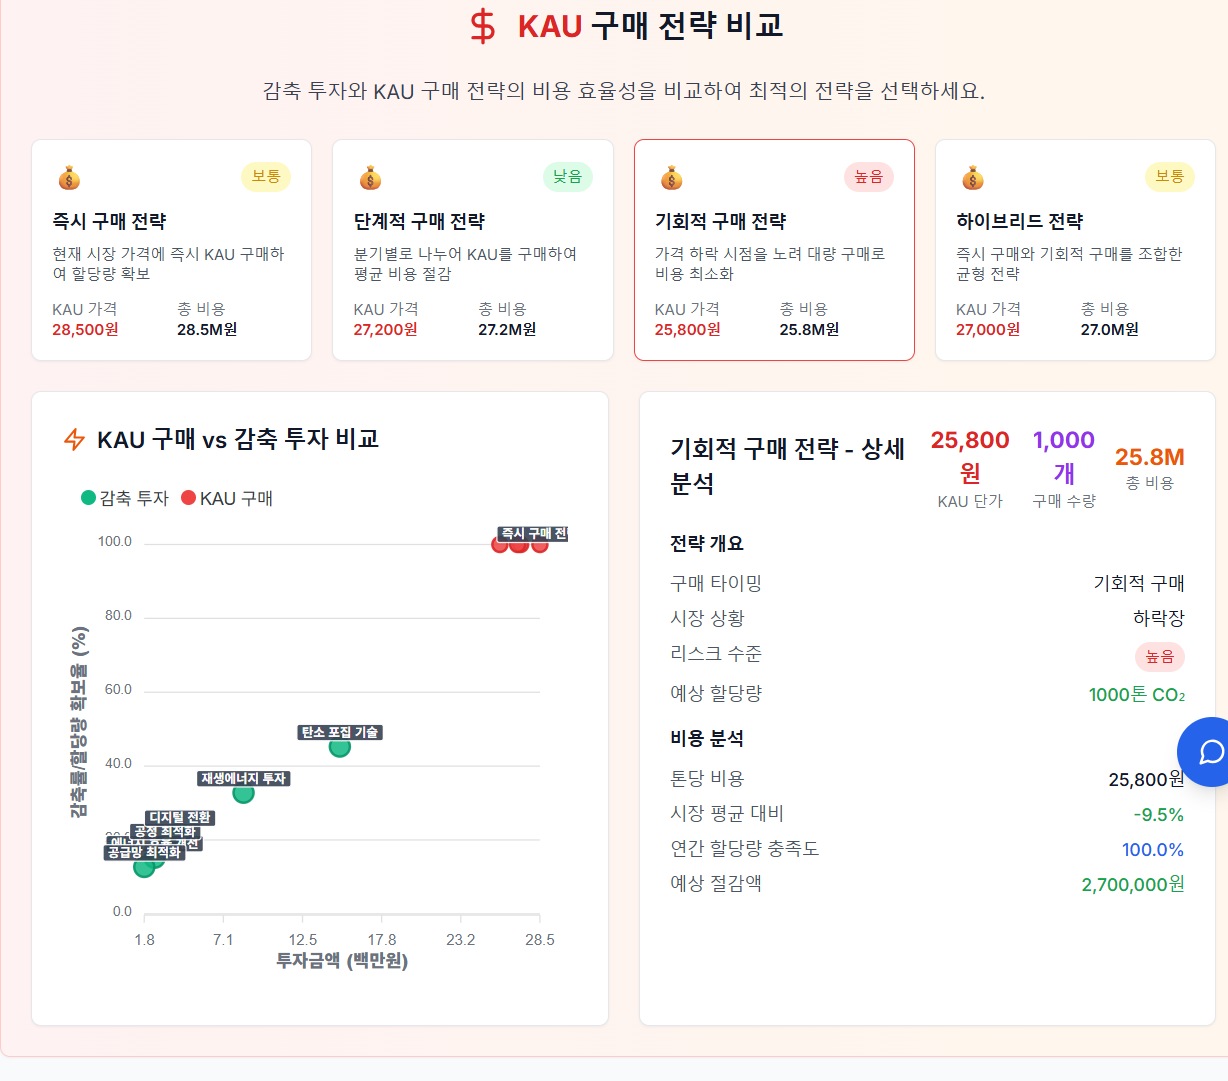 KAU 구매 전략 비교
감축 투자와 KAU 구매 전략의 비용 효율성을 비교하여 최적의 전략을 선택하세요.
보통
즉시 구매 전략
현재 시장 가격에 즉시 KAU 구매하
여 할당량 확보
KAU 가격 총 비용
28,500원 28.5M원
낮음
단계적 구매 전략
분기별로 나누어 KAU를 구매하여
평균 비용 절감
KAU 가격 총 비용
27,200원 27.2M원
높음
기회적 구매 전략
가격 하락 시점을 노려 대량 구매로
비용 최소화
KAU 가격 총 비용
25,800원 25.8M원
보통
하이브리드 전략
즉시 구매와 기회적 구매를 조합한
균형 전략
KAU 가격 총 비용
27,000원 27.0M원
KAU 구매 vs 감축 투자 비교
감축 투자 KAU 구매
감축률/할당량 확보율 (%)
100.0
80.0
60.0
40.0
0.0
즉시 구매
탄소 포집 기술
재생에너지 투자
디지털 전환
공정 최적화
공급망 최적화
1.8 7.1 12.5 17.8 23.2 28.5
투자금액 (백만원)
기회적 구매 전략 - 상세
분석
25,800
원
KAU 단가
1,000
개
구매 수량
25.8M
총 비용
전략 개요
구매 타이밍 기회적 구매
시장 상황 하락장
리스크 수준 높음
예상 할당량 1000톤 CO₂
비용 분석
톤당 비용 25,800원
시장 평균 대비 -9.5%
연간 할당량 충족도 100.0%
예상 절감액 2,700,000원